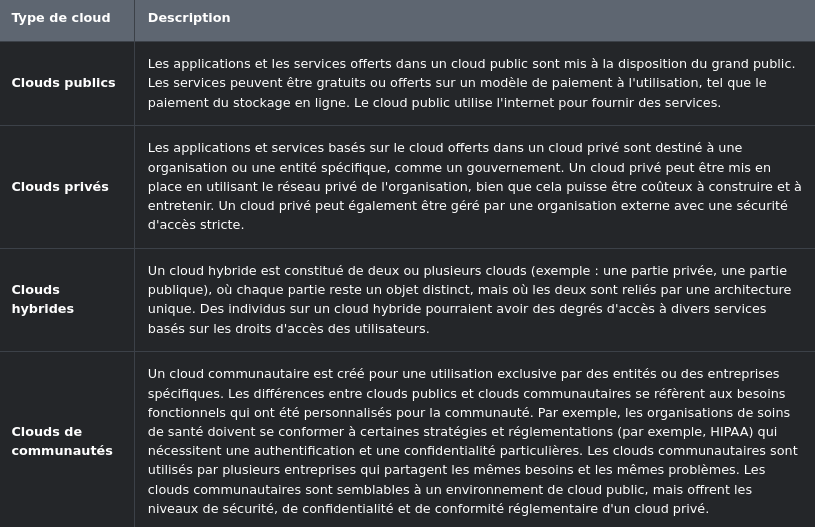 Type de cloud
Description
Clouds publics
Les applications et les services offerts dans un cloud public sont mis à la disposition du grand public.
Les services peuvent être gratuits ou offerts sur un modèle de paiement à l'utilisation, tel que le
paiement du stockage en ligne. Le cloud public utilise l'internet pour fournir des services.
Clouds privés
Les applications et services basés sur le cloud offerts dans un cloud privé sont destiné à une
organisation ou une entité spécifique, comme un gouvernement. Un cloud privé peut être mis en
place en utilisant le réseau privé de l'organisation, bien que cela puisse être coûteux à construire et à
entretenir. Un cloud privé peut également être géré par une organisation externe avec une sécurité
d'accès stricte.
Clouds
hybrides
Un cloud hybride est constitué de deux ou plusieurs clouds (exemple : une partie privée, une partie
publique), où chaque partie reste un objet distinct, mais où les deux sont reliés par une architecture
unique. Des individus sur un cloud hybride pourraient avoir des degrés d'accès à divers services
basés sur les droits d'accès des utilisateurs.
Clouds de
communautés
Un cloud communautaire est créé pour une utilisation exclusive par des entités ou des entreprises
spécifiques. Les différences entre clouds publics et clouds communautaires se réfèrent aux besoins
fonctionnels qui ont été personnalisés pour la communauté. Par exemple, les organisations de soins
de santé doivent se conformer à certaines stratégies et réglementations (par exemple, HIPAA) qui
nécessitent une authentification et une confidentialité particulières. Les clouds communautaires sont
utilisés par plusieurs entreprises qui partagent les mêmes besoins et les mêmes problèmes. Les
clouds communautaires sont semblables à un environnement de cloud public, mais offrent les
niveaux de sécurité, de confidentialité et de conformité réglementaire d'un cloud privé.